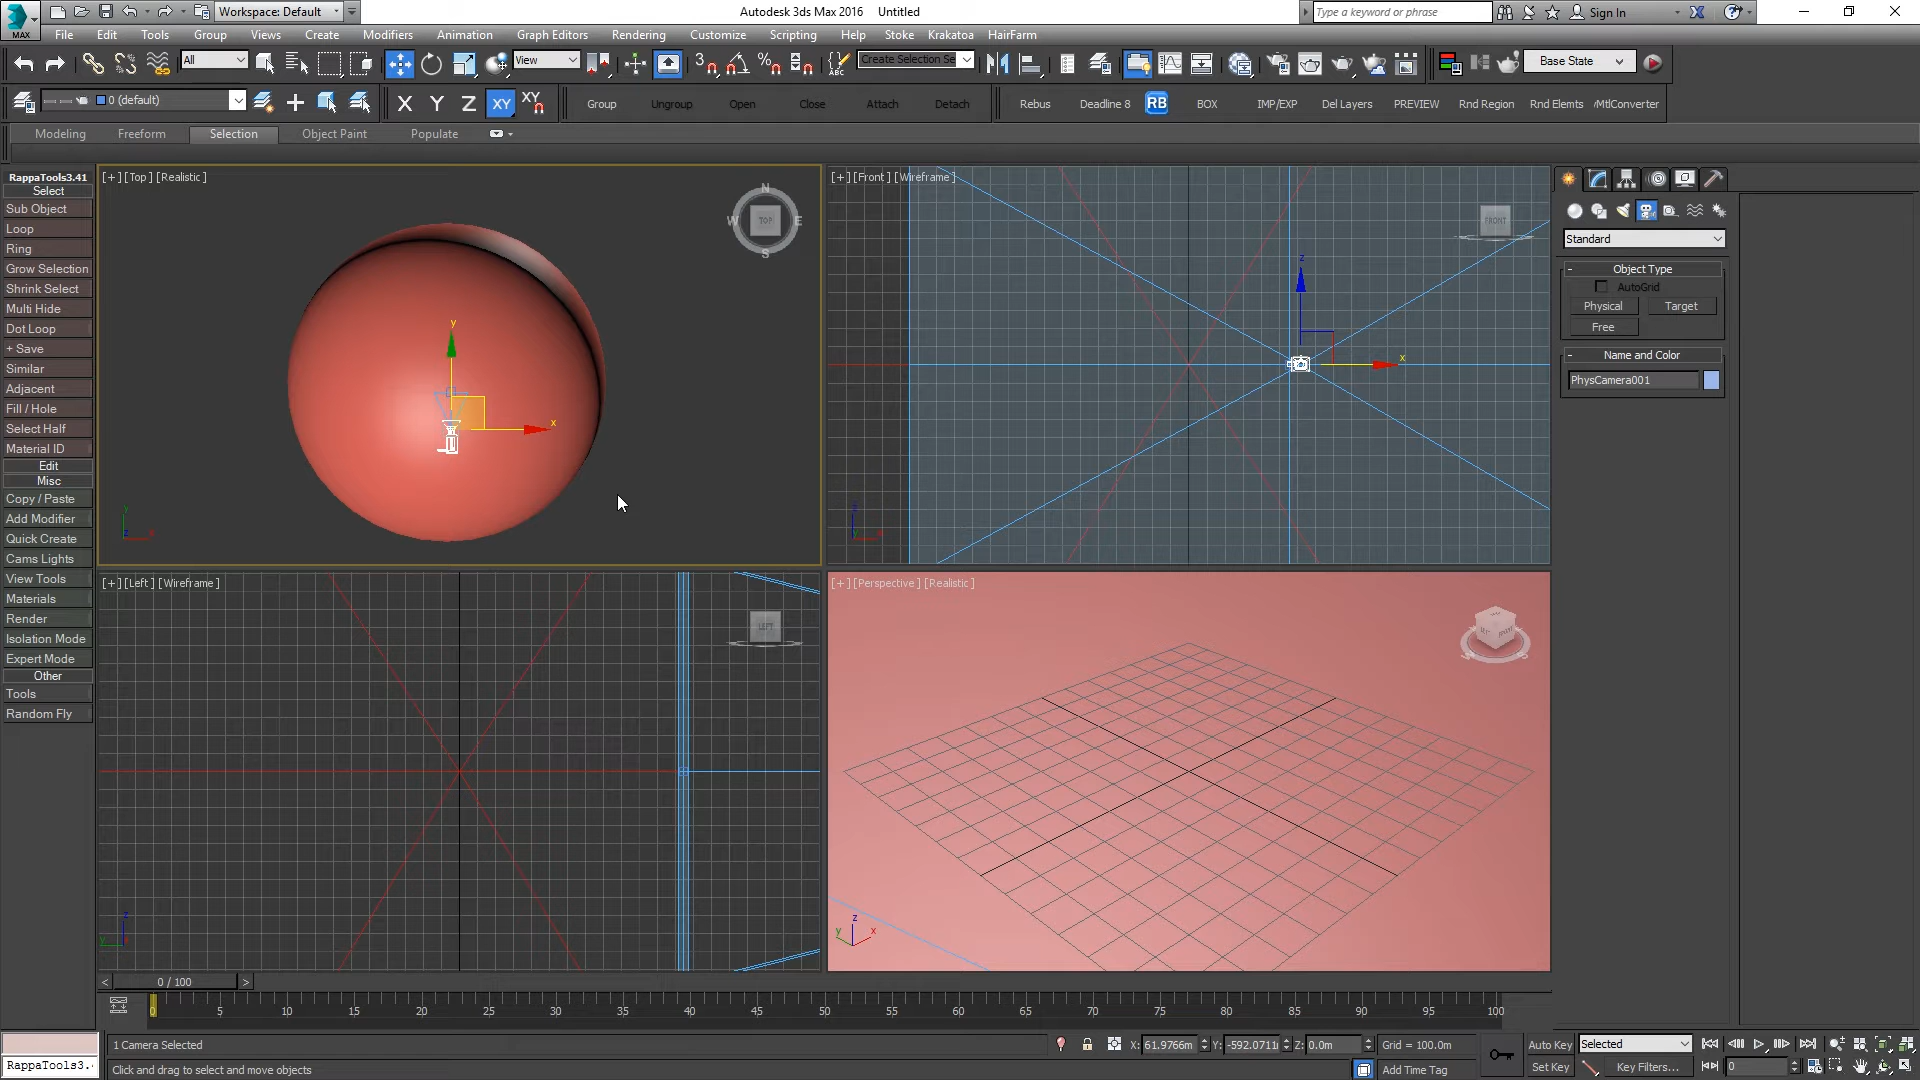 Workspace: Default
Autodesk 3ds Max 2016 Untitled
Type a keyword or phrase
Sign In
MAX
File Edit Tools Group Views Create Modifiers Animation Graph Editors Rendering Customize Scripting Help Stoke Krakatoa HairFarm
All
View
3
ABC
Create Selection Se
Base State
0 (default)
X Y Z XY XY
Group Ungroup Open Close Attach Detach
Rebus Deadline 8 RB BOX IMP/EXP Del Layers PREVIEW Rnd Region Rnd Elemts /MtlConverter
Modeling Freeform Selection Object Paint Populate
RappaTools3.41
Select
Sub Object
Loop
Ring
Grow Selection
Shrink Select
Multi Hide
Dot Loop
+ Save
Similar
Adjacent
Fill / Hole
Select Half
Material ID
Edit
Misc
Copy / Paste
Add Modifier
Quick Create
Cams Lights
View Tools
Materials
Render
Isolation Mode
Expert Mode
Other
Tools
Random Fly
[+] [Top] [Realistic]
N
W TOP E
S
y
x
[+] [Front] [Wireframe]
FRONT
z
x
[+] [Left] [Wireframe]
LEFT
z
y
[+] [Perspective] [Realistic]
z
y x
Standard
- Object Type
AutoGrid
Physical Target
Free
- Name and Color
PhysCamera001
< 0 / 100 >
0 5 10 15 20 25 30 35 40 45 50 55 60 65 70 75 80 85 90 95 100
1 Camera Selected
X: 61.9766m Y: -592.0711 Z: 0.0m Grid = 100.0m
Auto Key Selected
RappaTools3.
Click and drag to select and move objects
Add Time Tag
Set Key Key Filters... 0